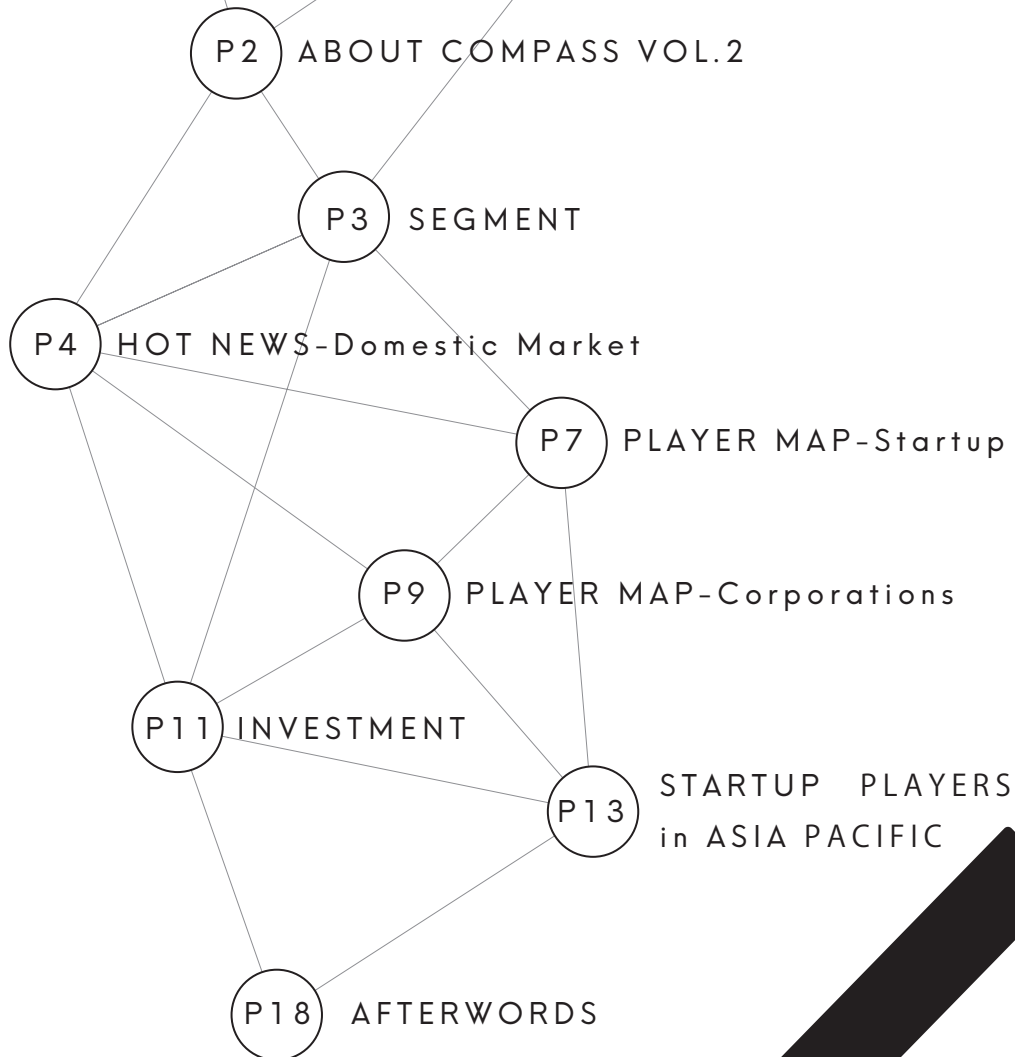 P2 ABOUT COMPASS VOL.2
P3 SEGMENT
P4 HOT NEWS-Domestic Market
P7 PLAYER MAP-Startup
P9 PLAYER MAP-Corporations
P11 INVESTMENT
P13 STARTUP PLAYERS
in ASIA PACIFIC
P18 AFTERWORDS